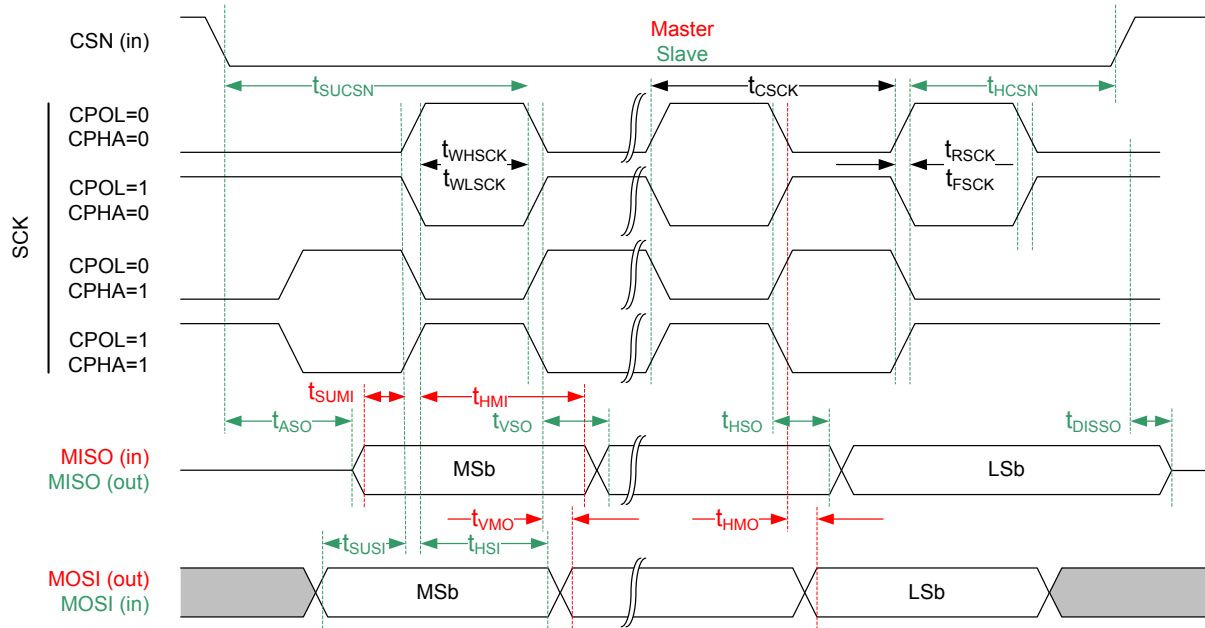 CSN (in)
Master
Slave
tSUCSN
tCSCK
tHCSN
SCK
CPOL=0
CPHA=0
tWHSCK
tWLSCK
tRSCK
tFSCK
CPOL=1
CPHA=0
CPOL=0
CPHA=1
CPOL=1
CPHA=1
tSUMI
tHMI
tASO
tVSO
tHSO
tDISSO
MISO (in)
MISO (out)
MSb
LSb
tVMO
tHMO
tSUSI
tHSI
MOSI (out)
MOSI (in)
MSb
LSb